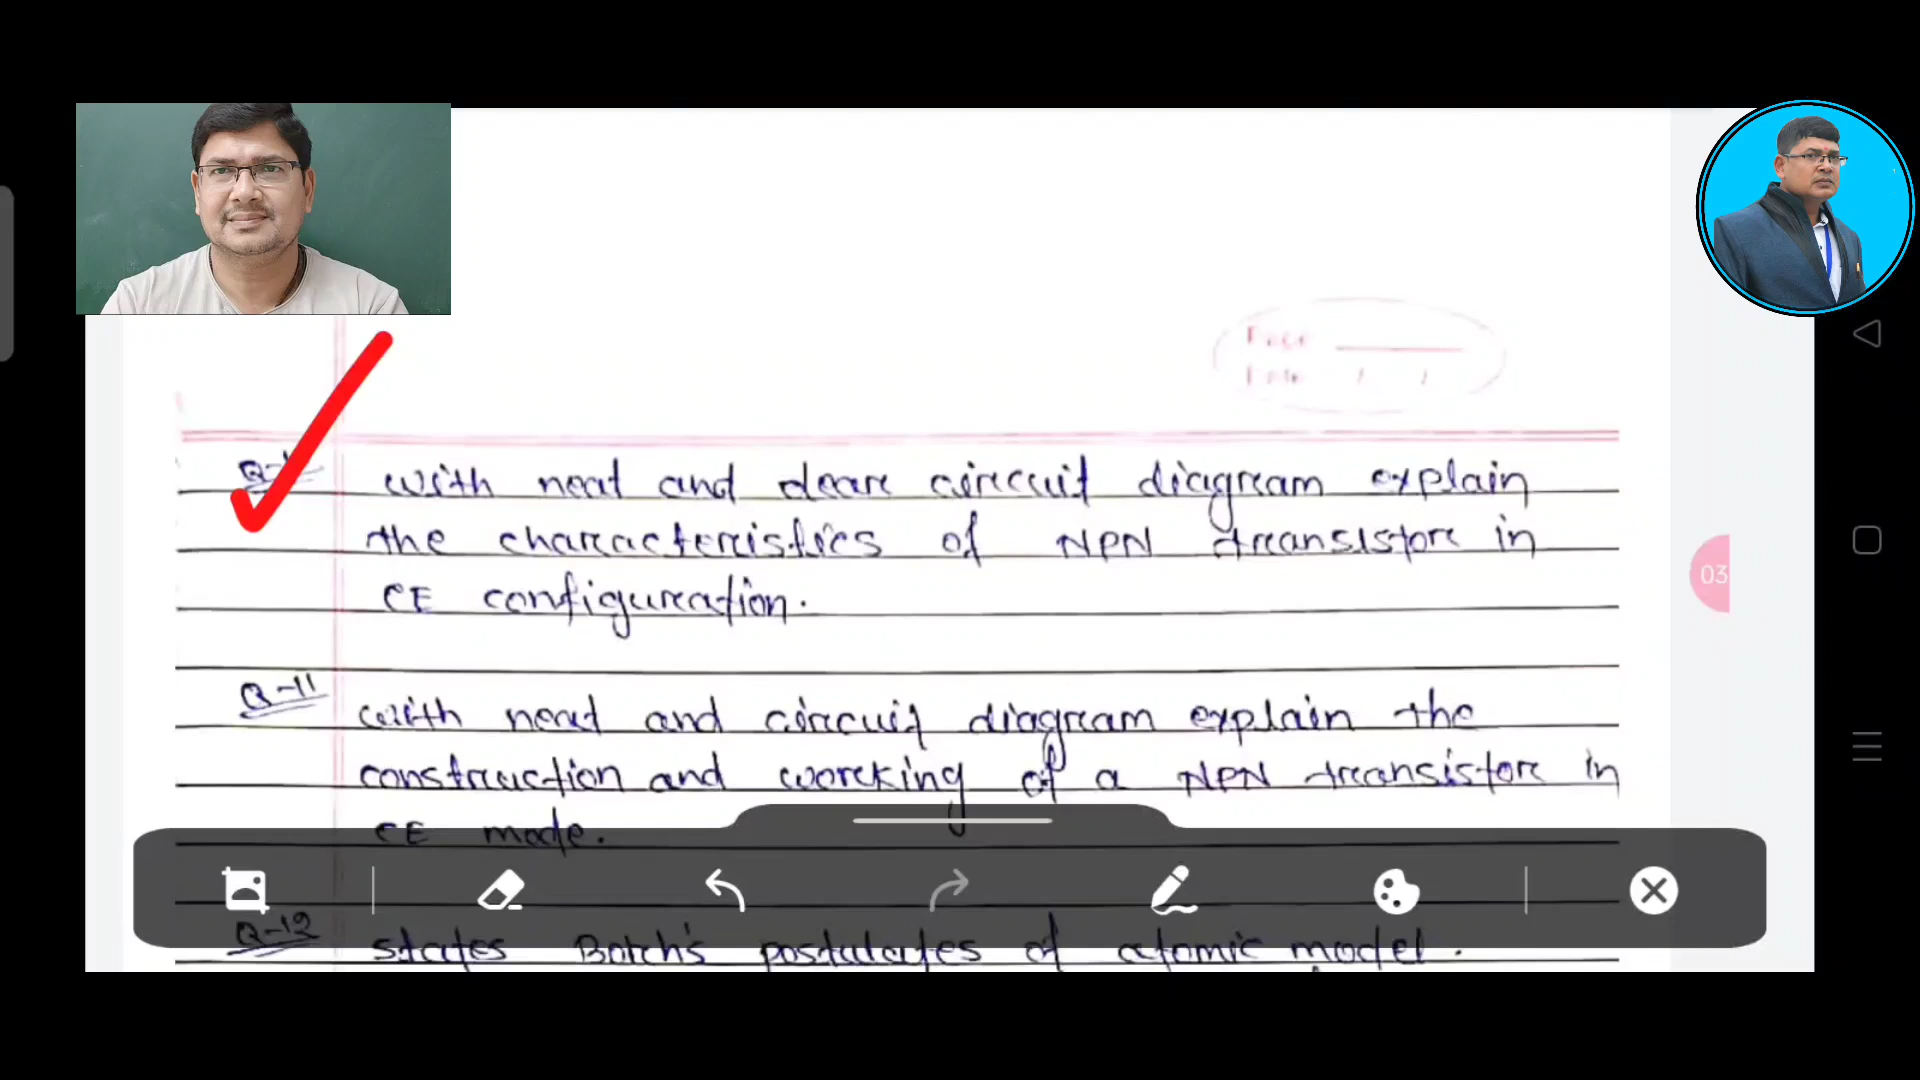 Page
Date / /
with neat and clear circuit diagram explain
the characteristics of NPN transistor in
CE configuration.
Q-11
with neat and circuit diagram explain the
construction and working of a NPN transistor in
CE mode.
Q-12 states Bohr's postulates of atomic model.
03